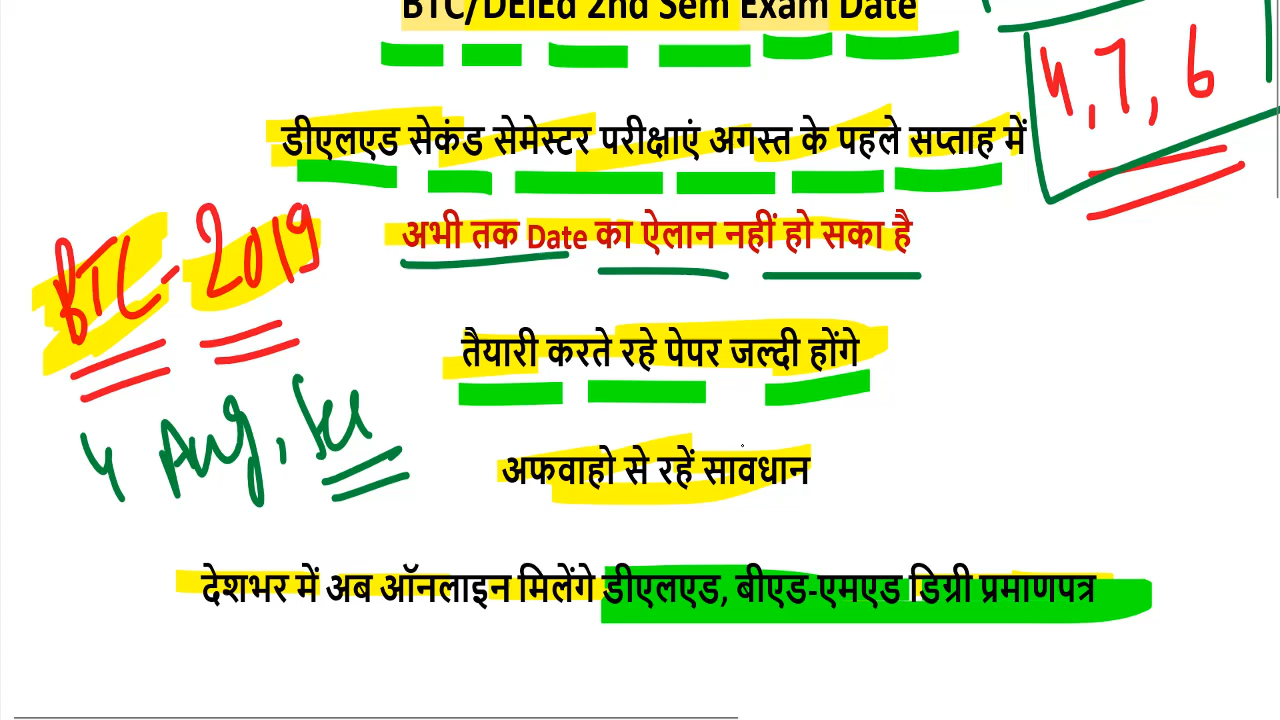 BTC/DElEd 2nd Sem Exam Date
4, 7, 6
डीएलएड सेकंड सेमेस्टर परीक्षाएं अगस्त के पहले सप्ताह में
अभी तक Date का ऐलान नहीं हो सका है
BTC-2019
तैयारी करते रहे पेपर जल्दी होंगे
4 Aug,
अफवाहो से रहें सावधान
देशभर में अब ऑनलाइन मिलेंगे डीएलएड, बीएड-एमएड डिग्री प्रमाणपत्र